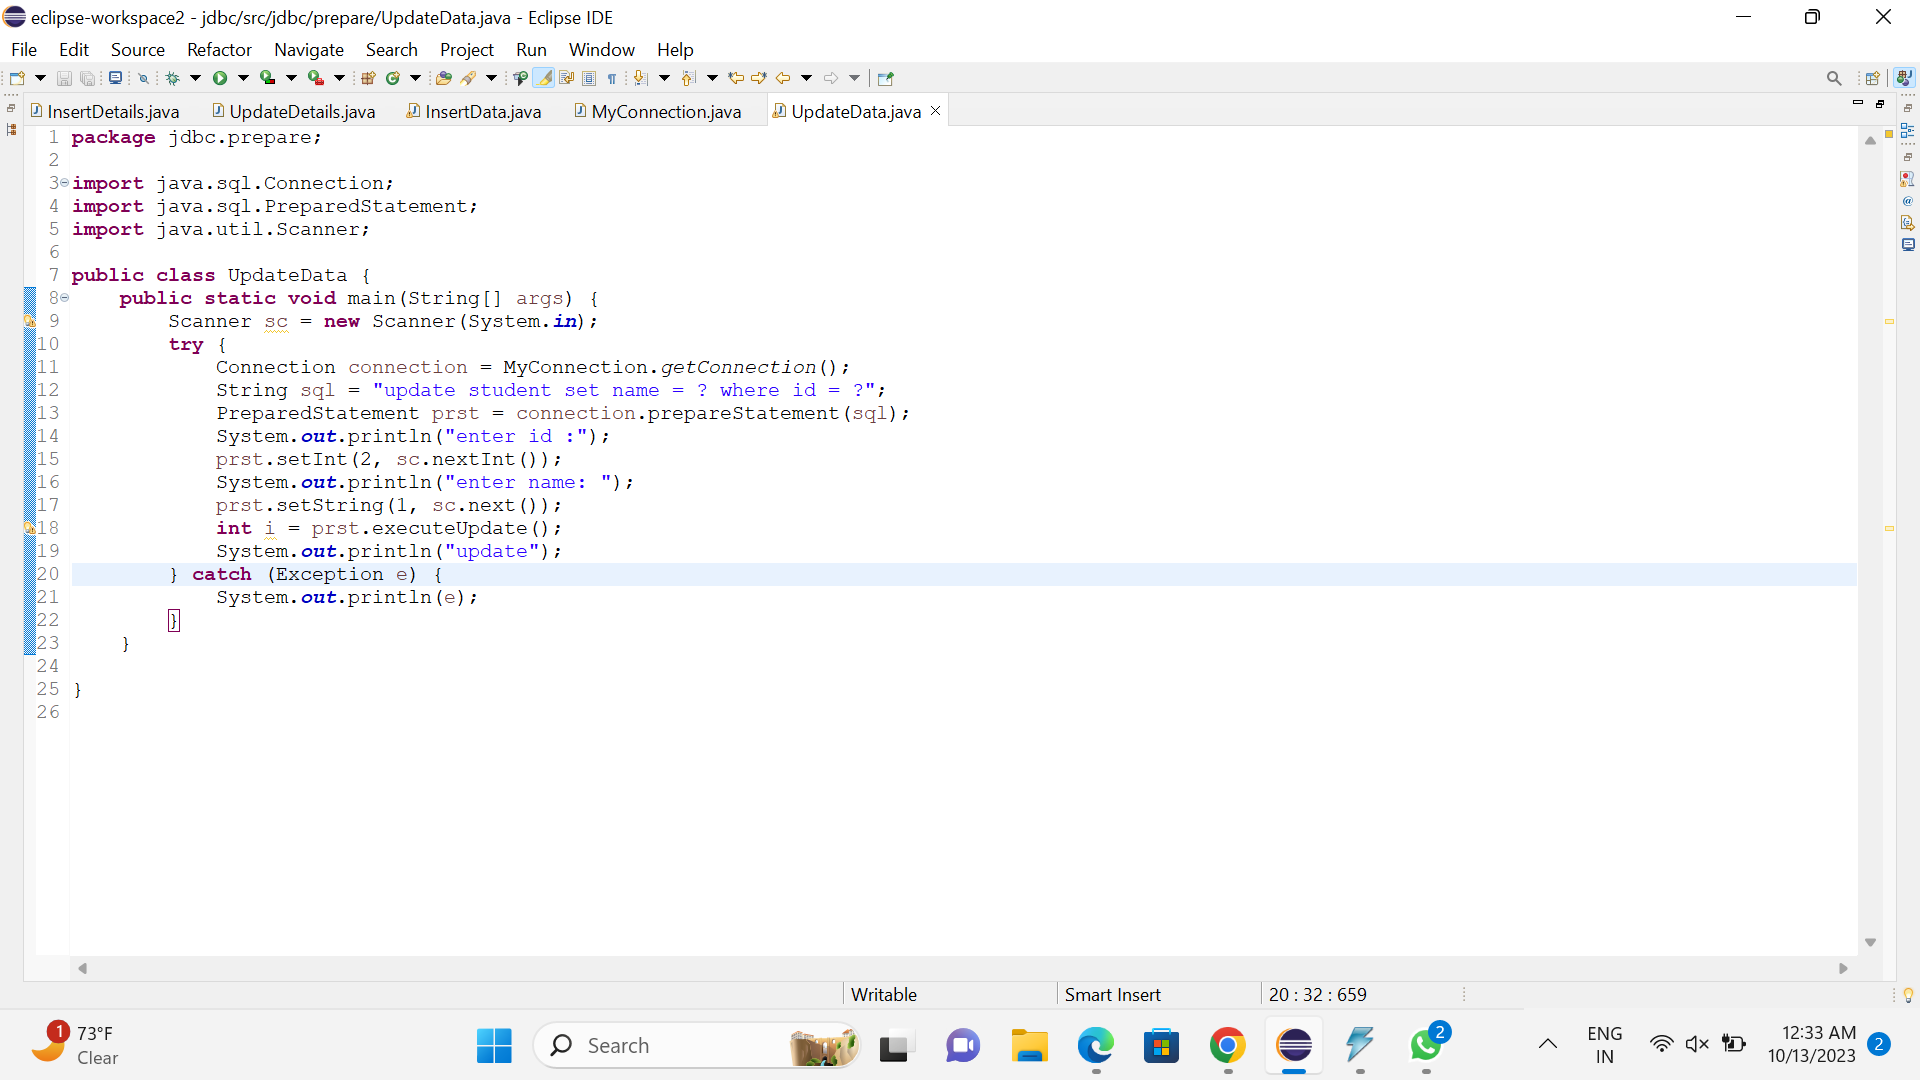 eclipse-workspace2 - jdbc/src/jdbc/prepare/UpdateData.java - Eclipse IDE
File Edit Source Refactor Navigate Search Project Run Window Help
InsertDetails.java UpdateDetails.java InsertData.java MyConnection.java UpdateData.java
1 package jdbc.prepare;
2
3 import java.sql.Connection;
4 import java.sql.PreparedStatement;
5 import java.util.Scanner;
6
7 public class UpdateData {
8 public static void main(String[] args) {
9 Scanner sc = new Scanner(System.in);
10 try {
11 Connection connection = MyConnection.getConnection();
12 String sql = "update student set name = ? where id = ?";
13 PreparedStatement prst = connection.prepareStatement(sql);
14 System.out.println("enter id :");
15 prst.setInt(2, sc.nextInt());
16 System.out.println("enter name: ");
17 prst.setString(1, sc.next());
18 int i = prst.executeUpdate();
19 System.out.println("update");
20 } catch (Exception e) {
21 System.out.println(e);
22 }
23 }
24
25 }
26
Writable Smart Insert 20 : 32 : 659
1 73°F
Clear
Search
2
ENG
IN
12:33 AM
10/13/2023
2